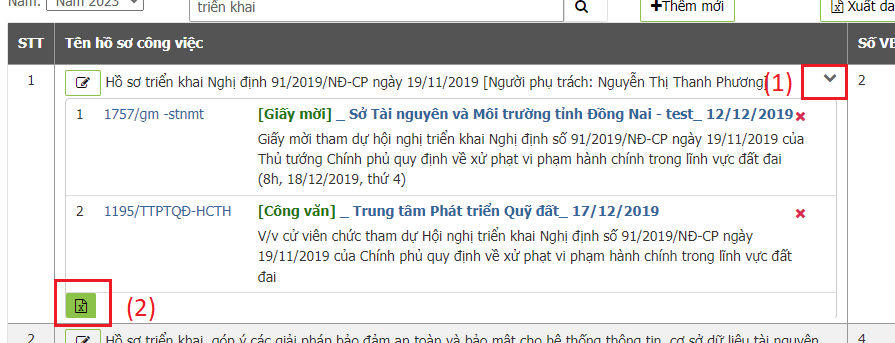 Năm: Năm 2023 triển khai +Thêm mới Xuất da
STT Tên hồ sơ công việc Số VB
1 Hồ sơ triển khai Nghị định 91/2019/NĐ-CP ngày 19/11/2019 [Người phụ trách: Nguyễn Thị Thanh Phương] (1) 2
1 1757/gm -stnmt [Giấy mời] _ Sở Tài nguyên và Môi trường tỉnh Đồng Nai - test_ 12/12/2019
Giấy mời tham dự hội nghị triển khai Nghị định số 91/2019/NĐ-CP ngày 19/11/2019 của
Thủ tướng Chính phủ quy định về xử phạt vi phạm hành chính trong lĩnh vực đất đai
(8h, 18/12/2019, thứ 4)
2 1195/TTPTQĐ-HCTH [Công văn] _ Trung tâm Phát triển Quỹ đất_ 17/12/2019
V/v cử viên chức tham dự Hội nghị triển khai Nghị định số 91/2019/NĐ-CP ngày
19/11/2019 của Chính phủ quy định về xử phạt vi phạm hành chính trong lĩnh vực đất
đai
(2)
2 Hồ sơ triển khai, góp ý các giải pháp bảo đảm an toàn và bảo mật cho hệ thống thông tin, cơ sở dữ liệu tài nguyên 4